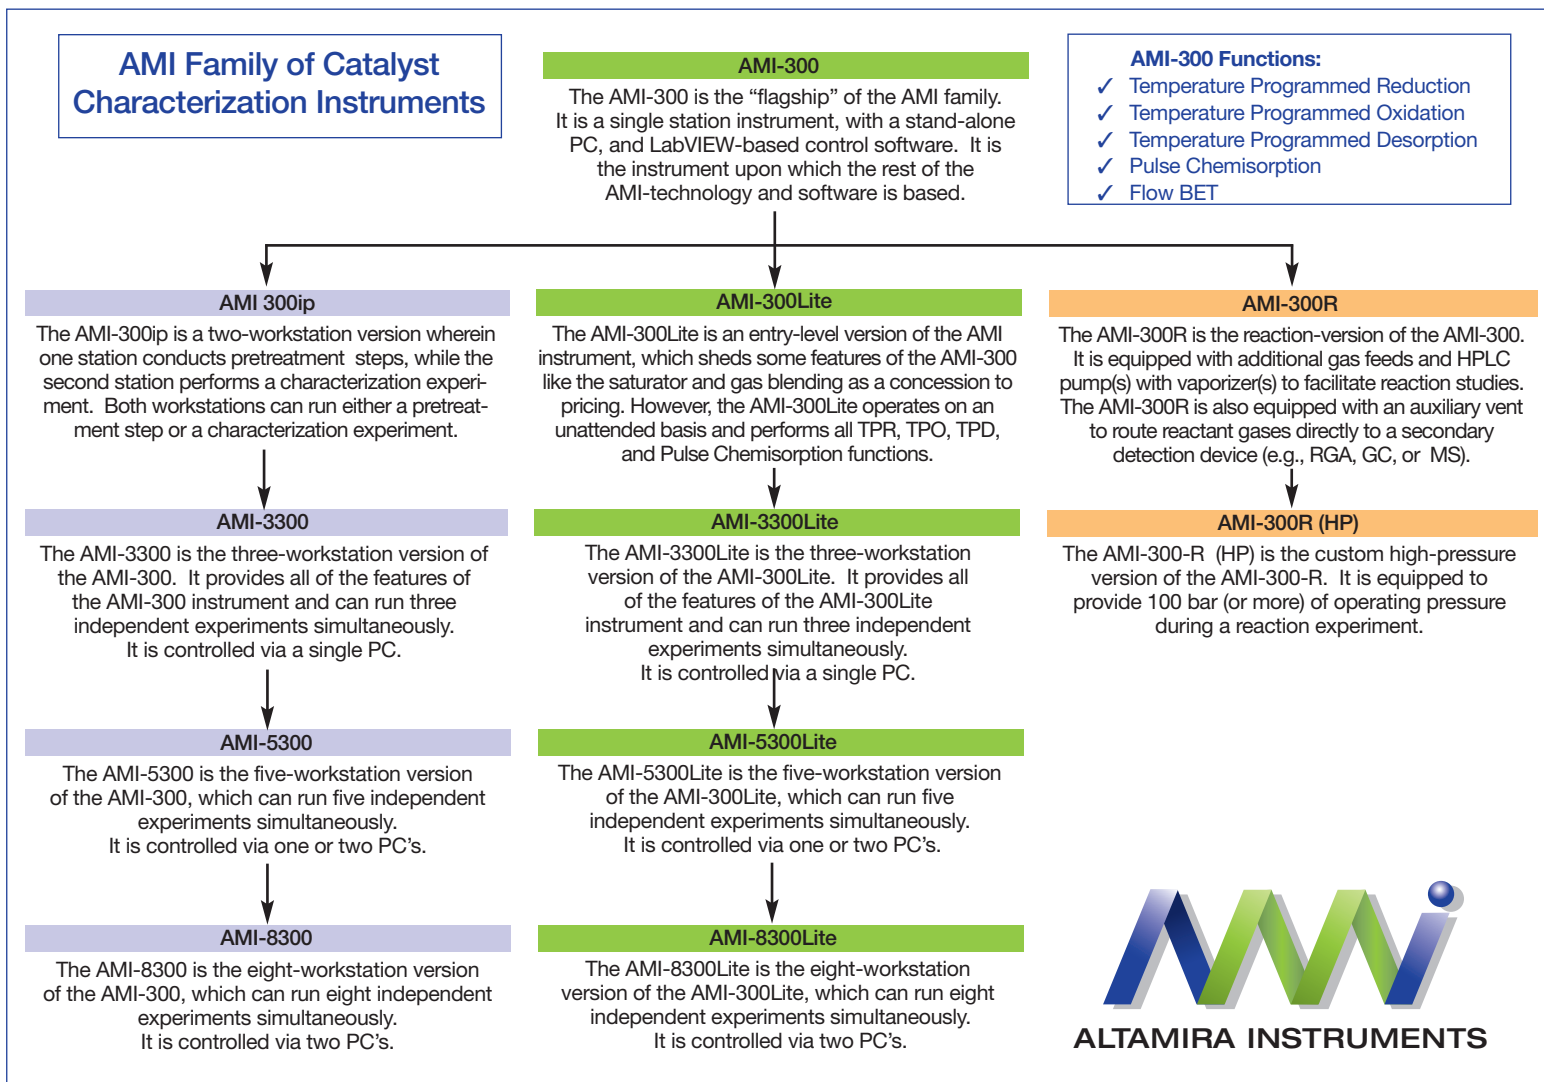 AMI Family of Catalyst
Characterization Instruments
AMI-300
The AMI-300 is the “flagship” of the AMI family.
It is a single station instrument, with a stand-alone
PC, and LabVIEW-based control software. It is
the instrument upon which the rest of the
AMI-technology and software is based.
AMI-300 Functions:
✓ Temperature Programmed Reduction
✓ Temperature Programmed Oxidation
✓ Temperature Programmed Desorption
✓ Pulse Chemisorption
✓ Flow BET
AMI 300ip
The AMI-300ip is a two-workstation version wherein
one station conducts pretreatment steps, while the
second station performs a characterization experi-
ment. Both workstations can run either a pretreat-
ment step or a characterization experiment.
AMI-3300
The AMI-3300 is the three-workstation version of
the AMI-300. It provides all of the features of
the AMI-300 instrument and can run three
independent experiments simultaneously.
It is controlled via a single PC.
AMI-5300
The AMI-5300 is the five-workstation version
of the AMI-300, which can run five independent
experiments simultaneously.
It is controlled via one or two PC’s.
AMI-8300
The AMI-8300 is the eight-workstation version
of the AMI-300, which can run eight independent
experiments simultaneously.
It is controlled via two PC’s.
AMI-300Lite
The AMI-300Lite is an entry-level version of the AMI
instrument, which sheds some features of the AMI-300
like the saturator and gas blending as a concession to
pricing. However, the AMI-300Lite operates on an
unattended basis and performs all TPR, TPO, TPD,
and Pulse Chemisorption functions.
AMI-3300Lite
The AMI-3300Lite is the three-workstation
version of the AMI-300Lite. It provides all
of the features of the AMI-300Lite
instrument and can run three independent
experiments simultaneously.
It is controlled via a single PC.
AMI-5300Lite
The AMI-5300Lite is the five-workstation version
of the AMI-300Lite, which can run five
independent experiments simultaneously.
It is controlled via one or two PC’s.
AMI-8300Lite
The AMI-8300Lite is the eight-workstation
version of the AMI-300Lite, which can run eight
independent experiments simultaneously.
It is controlled via two PC’s.
AMI-300R
The AMI-300R is the reaction-version of the AMI-300.
It is equipped with additional gas feeds and HPLC
pump(s) with vaporizer(s) to facilitate reaction studies.
The AMI-300R is also equipped with an auxiliary vent
to route reactant gases directly to a secondary
detection device (e.g., RGA, GC, or MS).
AMI-300R (HP)
The AMI-300-R (HP) is the custom high-pressure
version of the AMI-300-R. It is equipped to
provide 100 bar (or more) of operating pressure
during a reaction experiment.
AMi
ALTAMIRA INSTRUMENTS